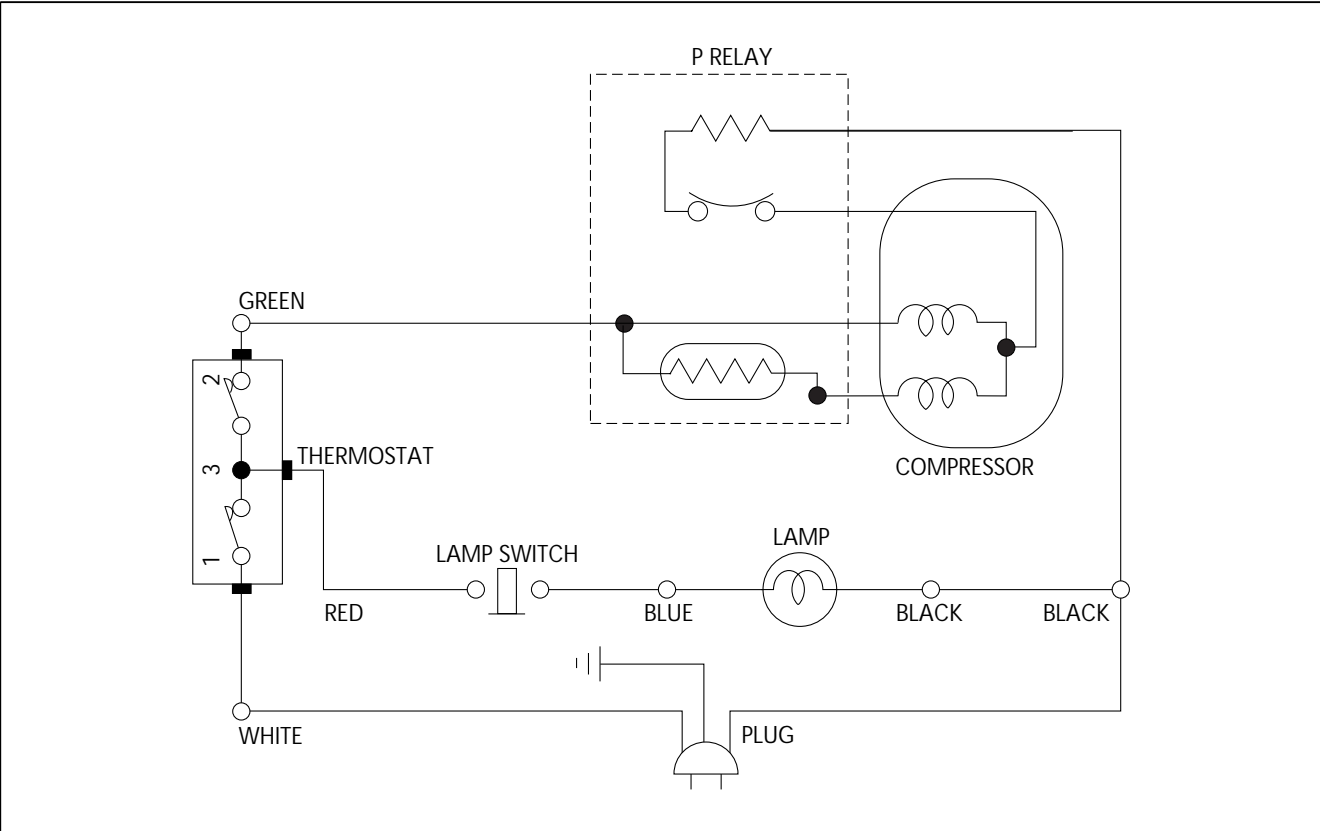 P RELAY
GREEN
2
THERMOSTAT
3
COMPRESSOR
LAMP
LAMP SWITCH
1
RED
BLUE
BLACK
BLACK
WHITE
PLUG